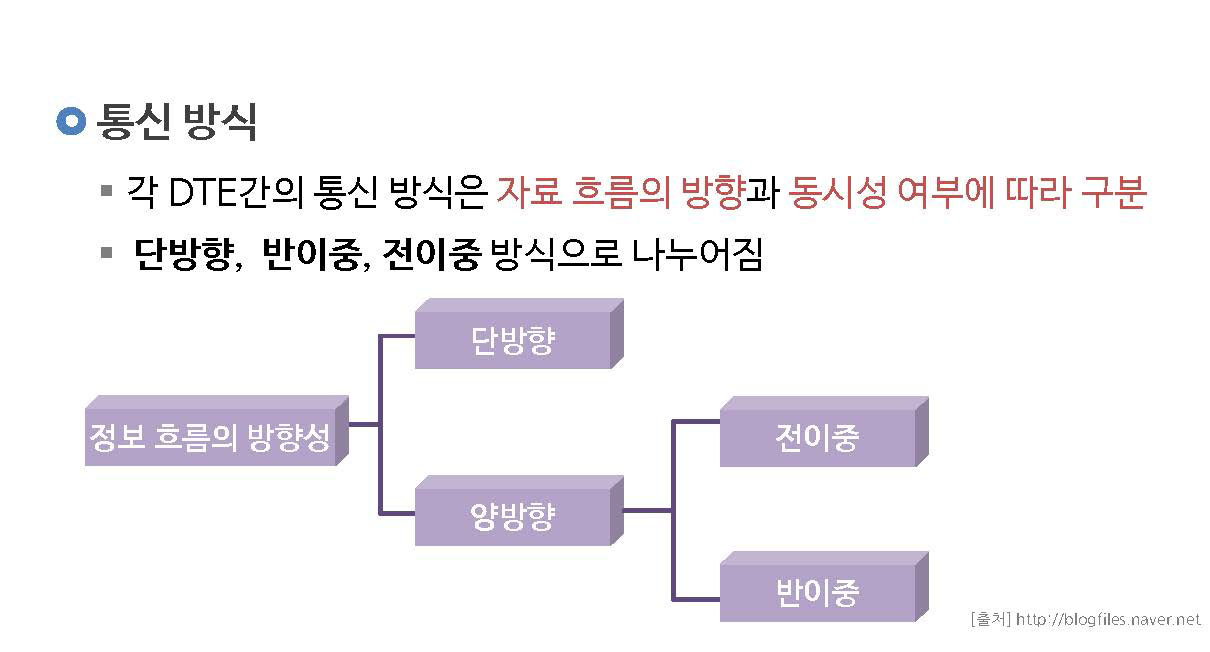 통신 방식
각 DTE간의 통신 방식은 자료 흐름의 방향과 동시성 여부에 따라 구분
단방향, 반이중, 전이중 방식으로 나누어짐
단방향
정보 흐름의 방향성
전이중
양방향
반이중
[출처] http://blogfiles.naver.net